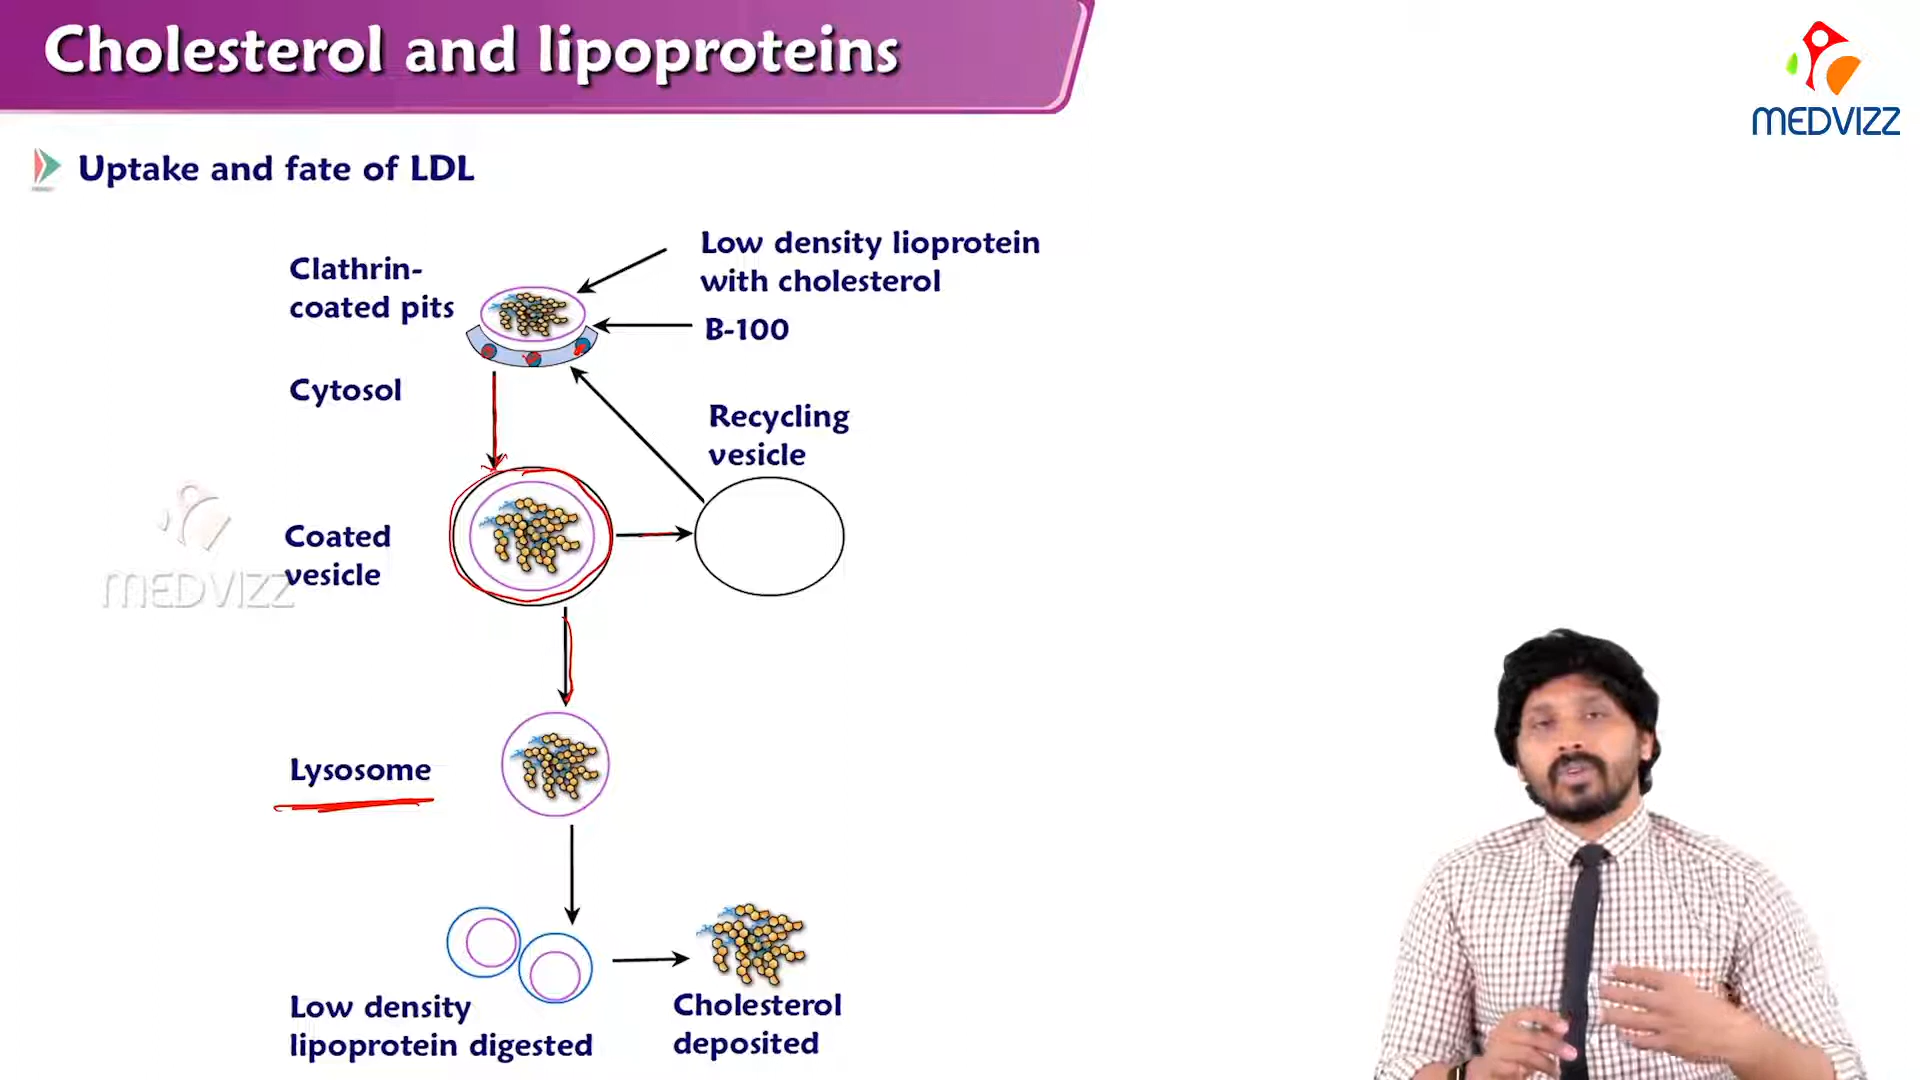 Cholesterol and lipoproteins
MEDVIZZ
Uptake and fate of LDL
Clathrin-
coated pits
Low density lioprotein
with cholesterol
B-100
Cytosol
Recycling
vesicle
Coated
vesicle
MEDVIZZ
Lysosome
Low density
lipoprotein digested
Cholesterol
deposited